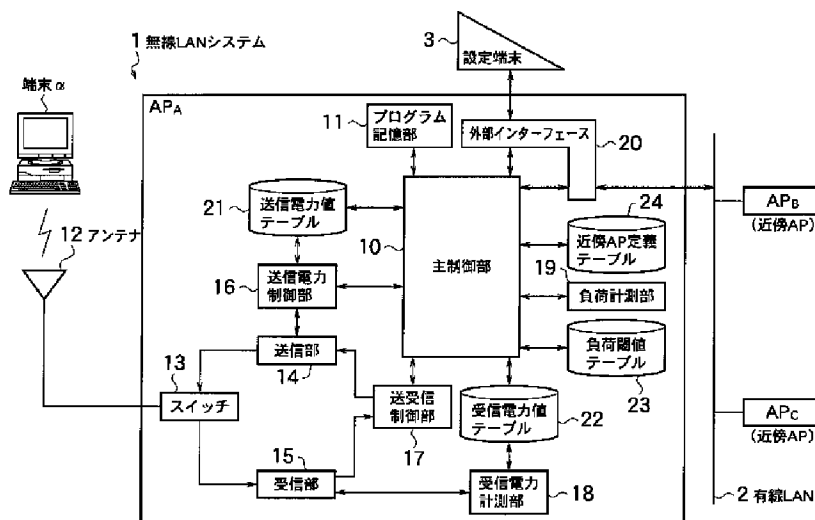 1 無線LANシステム
3
設定端末
端末 α
APA
11
プログラム
記憶部
外部インターフェース
20
21
送信電力値
テーブル
10
主制御部
24
近傍AP定義
テーブル
APB
(近傍AP)
12 アンテナ
16
送信電力
制御部
19
負荷計測部
送信部
14
負荷閾値
テーブル
23
13
スイッチ
送受信
制御部
17
受信電力値
テーブル
22
APC
(近傍AP)
15
受信部
受信電力
計測部
18
2 有線LAN